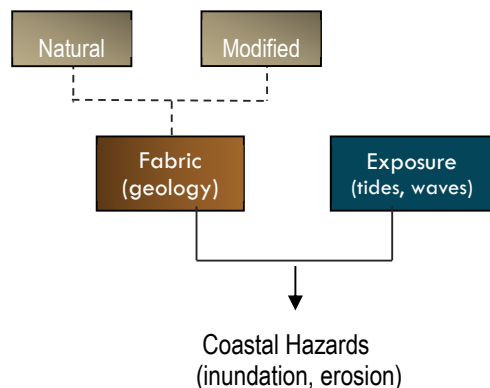 Natural
Modified
Fabric
(geology)
Exposure
(tides, waves)
Coastal Hazards
(inundation, erosion)